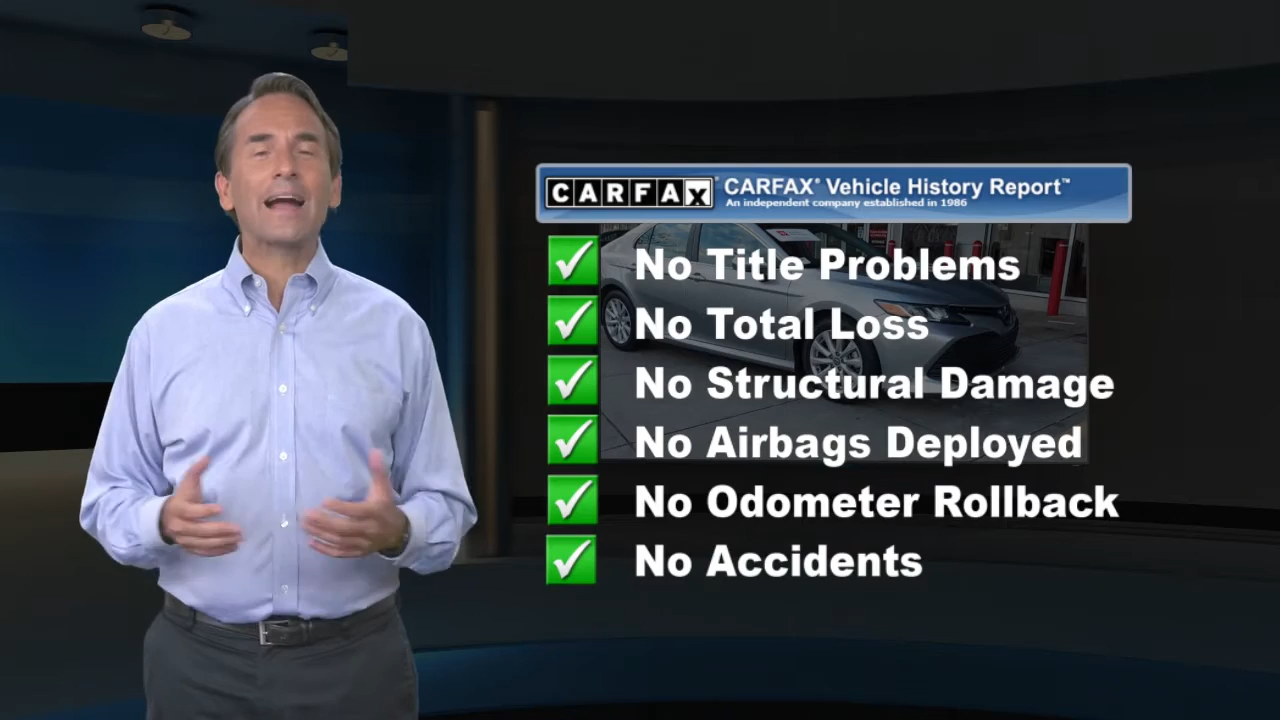 CARFAX® CARFAX® Vehicle History Report™
An independent company established in 1986
No Title Problems
No Total Loss
No Structural Damage
No Airbags Deployed
No Odometer Rollback
No Accidents